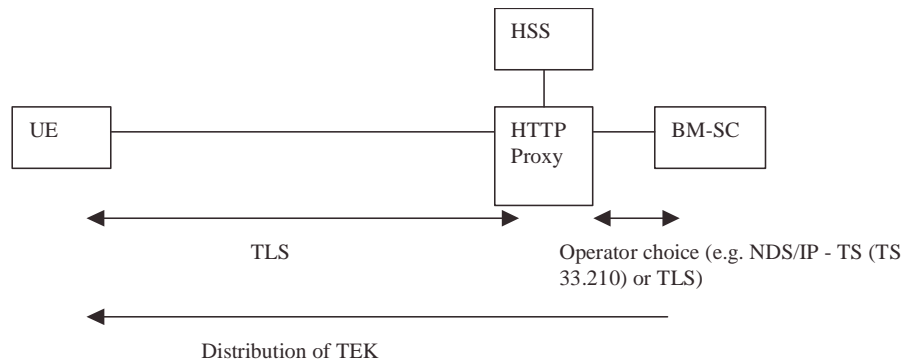 HSS
UE
HTTP
Proxy
BM-SC
TLS
Operator choice (e.g. NDS/IP - TS (TS
33.210) or TLS)
Distribution of TEK